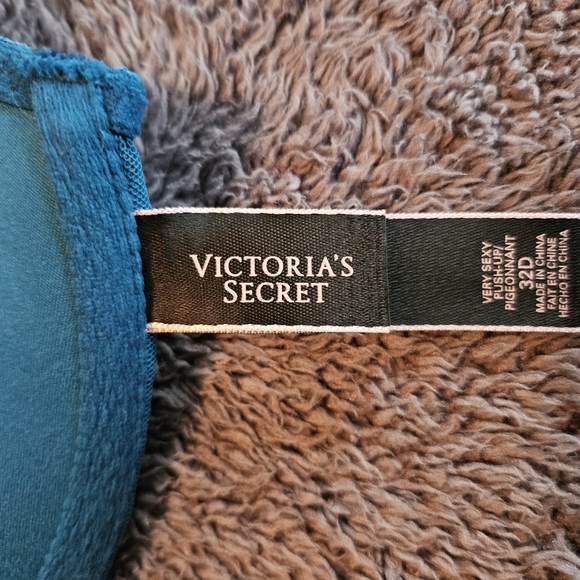 VICTORIA'S
SECRET
VERY SEXY
PUSH-UP/
PIGEONNANT
32D
MADE IN CHINA
FAIT EN CHINE
HECHO EN CHINA